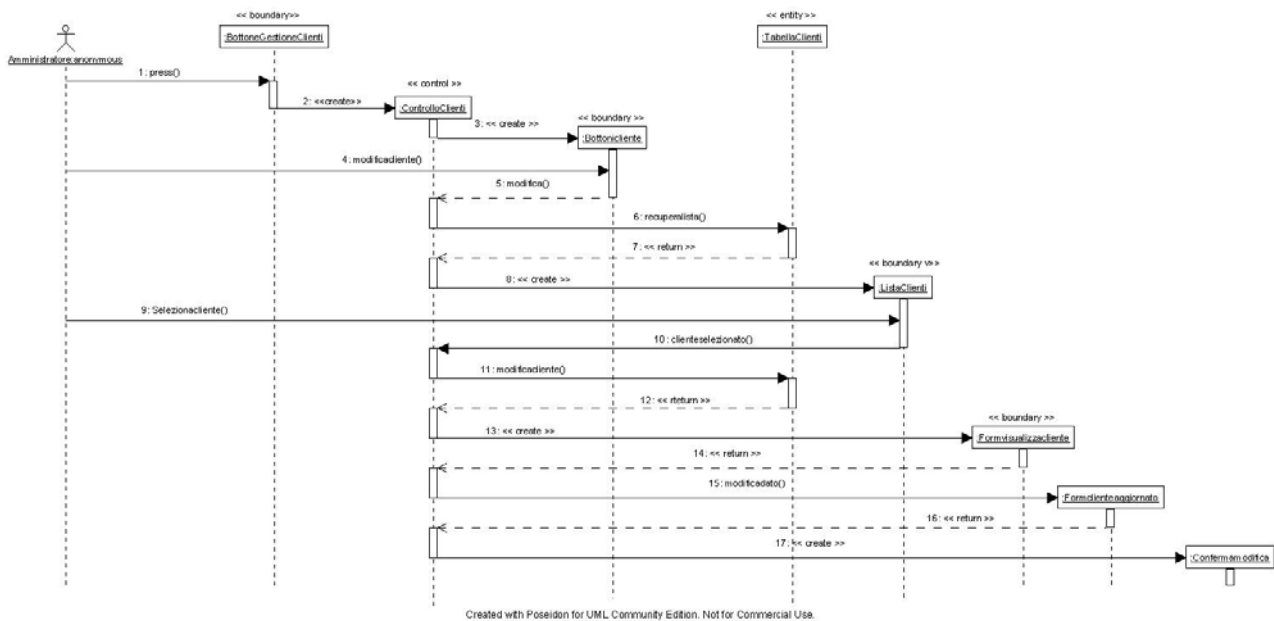 << boundary>>
:BottoneGestioneClienti
<< entity >>
:TabellaClienti
Amministratore:anonymous
1: press()
<< control >>
2: <<create>>
:ControlloClienti
<< boundary >>
3: << create >>
:Bottonicliente
4: modificacliente()
5: modifica()
6: recuperalista()
7: << return >>
<< boundary v>>
8: << create >>
:ListaClienti
9: Selezionacliente()
10: clienteselezionato()
11: modificacliente()
12: << rteturn >>
<< boundary >>
13: << create >>
:Formvisualizzacliente
14: << return >>
15: modificadato()
:Formclienteaggiornato
16: << return >>
17: << create >>
:Confermamodifica
Created with Poseidon for UML Community Edition. Not for Commercial Use.